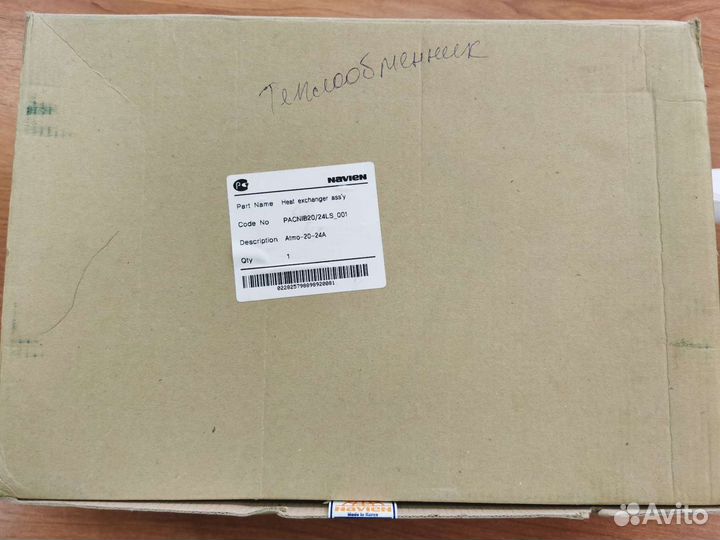 Теплообменник
NAVIEN
Part Name Heat exchanger ass'y
Code No PACNIB20/24LS_001
Description Atmo-20-24A
Qty 1
022025798090920081
NAVIEN
Made in Korea
Avito